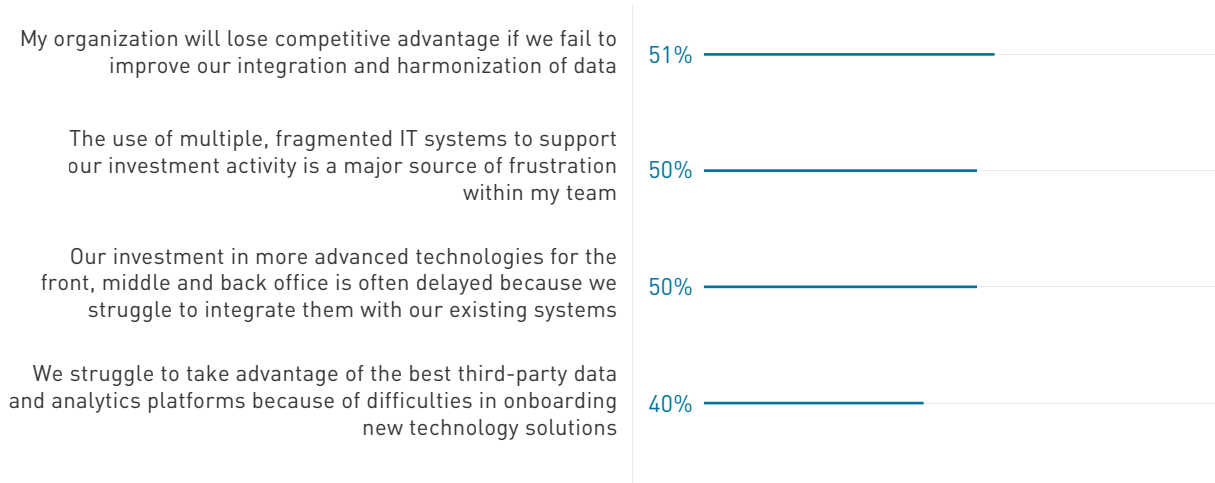 My organization will lose competitive advantage if we fail to
improve our integration and harmonization of data
51%
The use of multiple, fragmented IT systems to support
our investment activity is a major source of frustration
within my team
50%
Our investment in more advanced technologies for the
front, middle and back office is often delayed because we
struggle to integrate them with our existing systems
50%
We struggle to take advantage of the best third-party data
and analytics platforms because of difficulties in onboarding
new technology solutions
40%